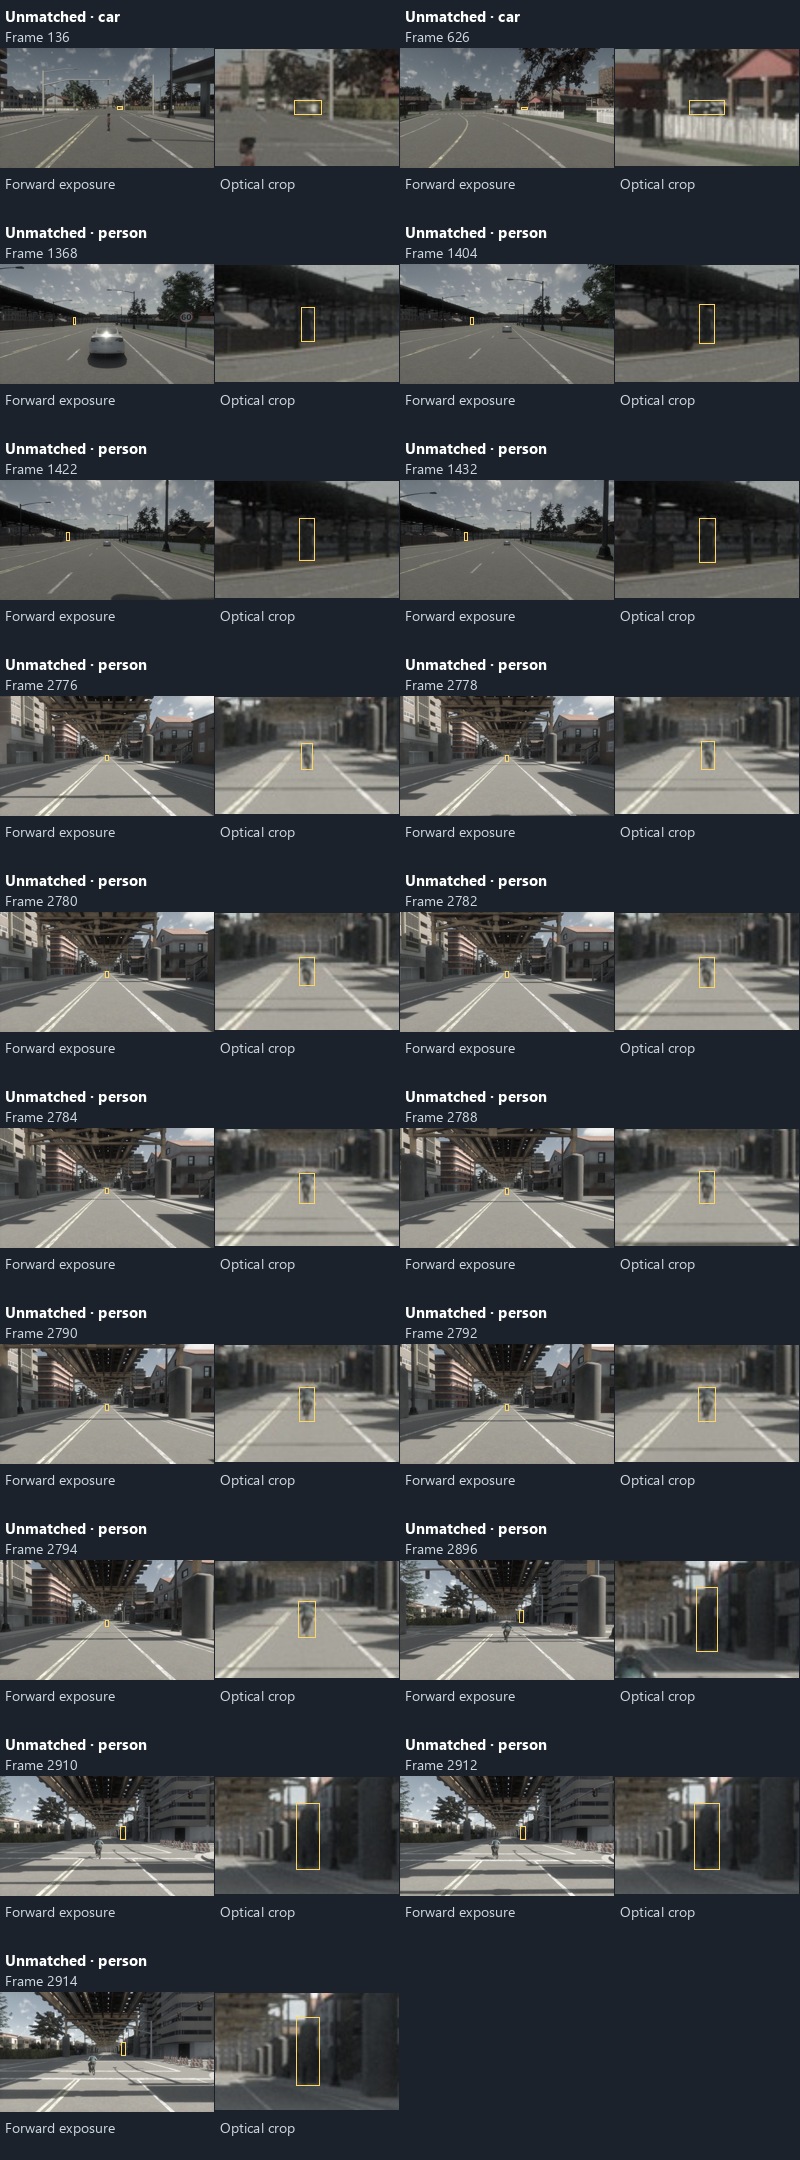 Unmatched · car
Frame 136
Forward exposure
Optical crop
Unmatched · car
Frame 626
Forward exposure
Optical crop
Unmatched · person
Frame 1368
60
Forward exposure
Optical crop
Unmatched · person
Frame 1404
Forward exposure
Optical crop
Unmatched · person
Frame 1422
Forward exposure
Optical crop
Unmatched · person
Frame 1432
Forward exposure
Optical crop
Unmatched · person
Frame 2776
Forward exposure
Optical crop
Unmatched · person
Frame 2778
Forward exposure
Optical crop
Unmatched · person
Frame 2780
Forward exposure
Optical crop
Unmatched · person
Frame 2782
Forward exposure
Optical crop
Unmatched · person
Frame 2784
Forward exposure
Optical crop
Unmatched · person
Frame 2788
Forward exposure
Optical crop
Unmatched · person
Frame 2790
Forward exposure
Optical crop
Unmatched · person
Frame 2792
Forward exposure
Optical crop
Unmatched · person
Frame 2794
Forward exposure
Optical crop
Unmatched · person
Frame 2896
Forward exposure
Optical crop
Unmatched · person
Frame 2910
Forward exposure
Optical crop
Unmatched · person
Frame 2912
Forward exposure
Optical crop
Unmatched · person
Frame 2914
Forward exposure
Optical crop